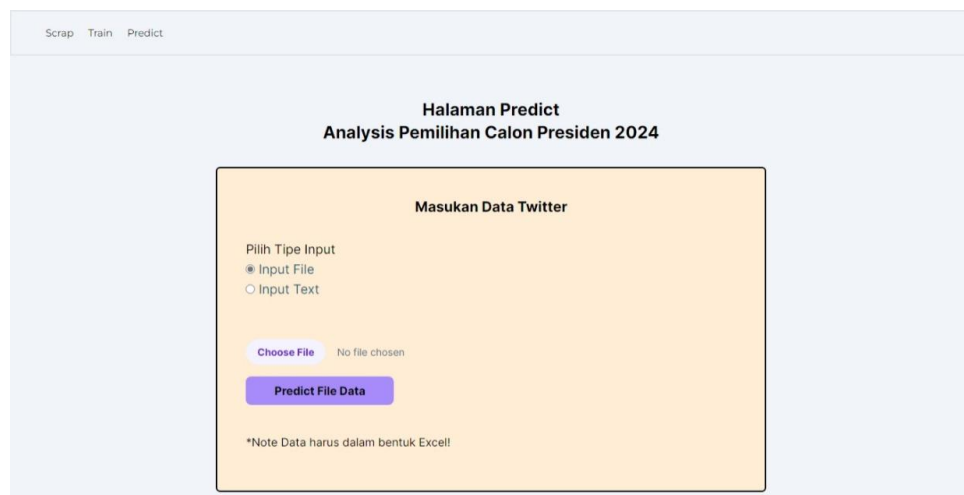 Scrap Train Predict
Halaman Predict
Analysis Pemilihan Calon Presiden 2024
Masukan Data Twitter
Pilih Tipe Input
Input File
Input Text
Choose File No file chosen
Predict File Data
*Note Data harus dalam bentuk Excel!